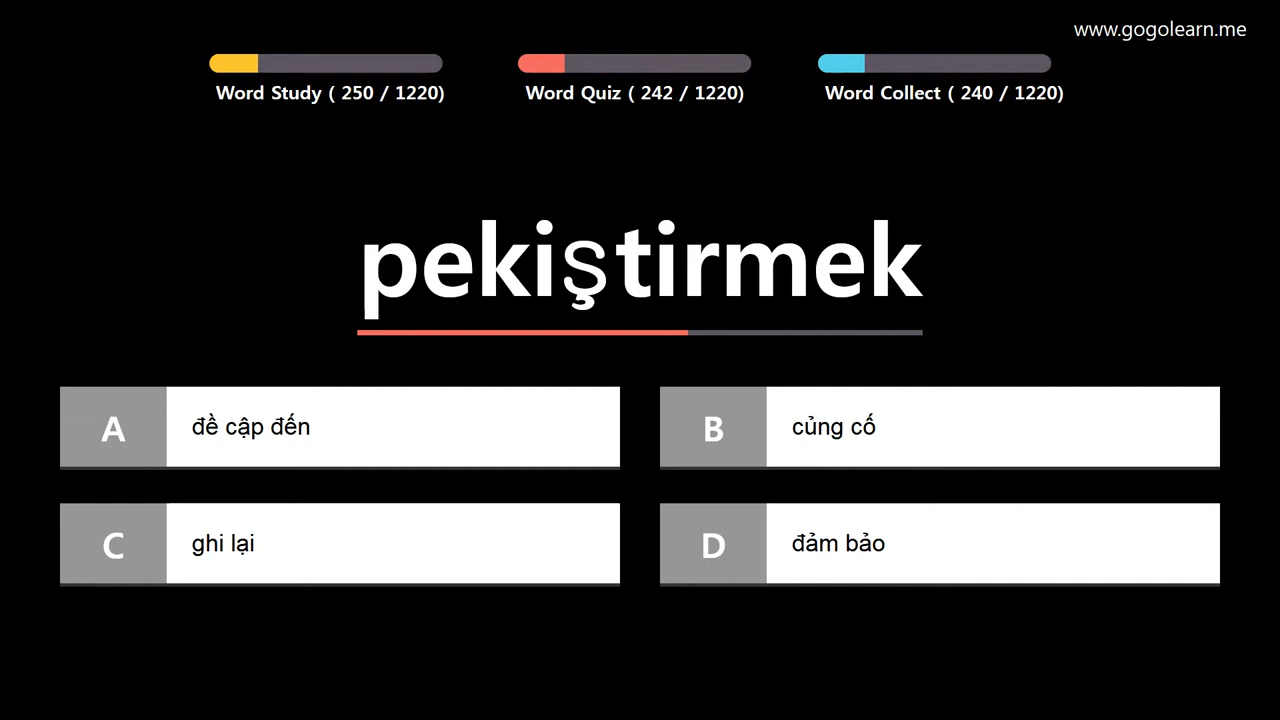 www.gogolearn.me
Word Study ( 250 / 1220)
Word Quiz ( 242 / 1220)
Word Collect ( 240 / 1220)
pekiştirmek
A
đề cập đến
B
củng cố
C
ghi lại
D
đảm bảo